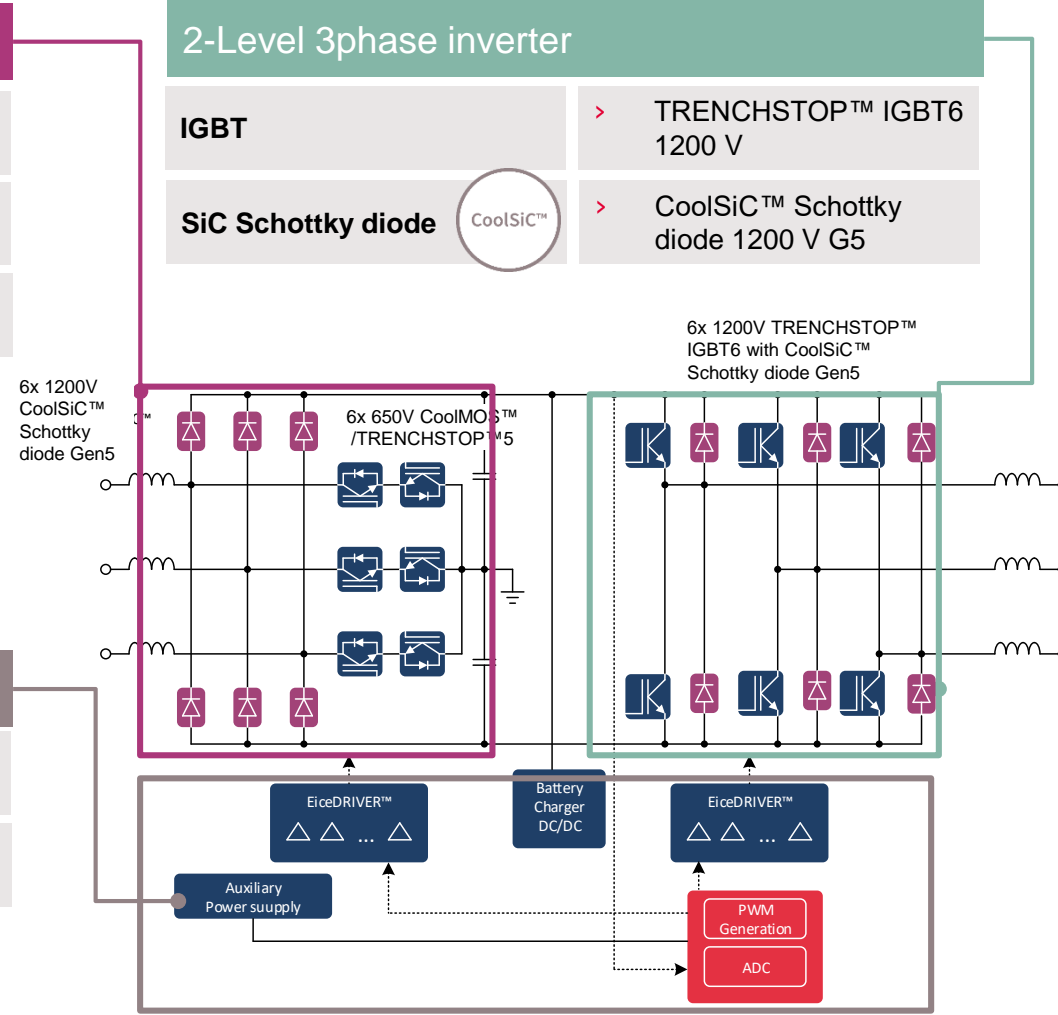 2-Level 3phase inverter
IGBT
> TRENCHSTOP™ IGBT6
1200 V
SiC Schottky diode
CoolSiC™
> CoolSiC™ Schottky
diode 1200 V G5
6x 1200V TRENCHSTOP™
IGBT6 with CoolSiC™
Schottky diode Gen5
6x 1200V
CoolSiC™
Schottky
diode Gen5
6x 650V CoolMOS™
/TRENCHSTOP™5
EiceDRIVER™
...
Battery
Charger
DC/DC
EiceDRIVER™
...
Auxiliary
Power suupply
PWM
Generation
ADC